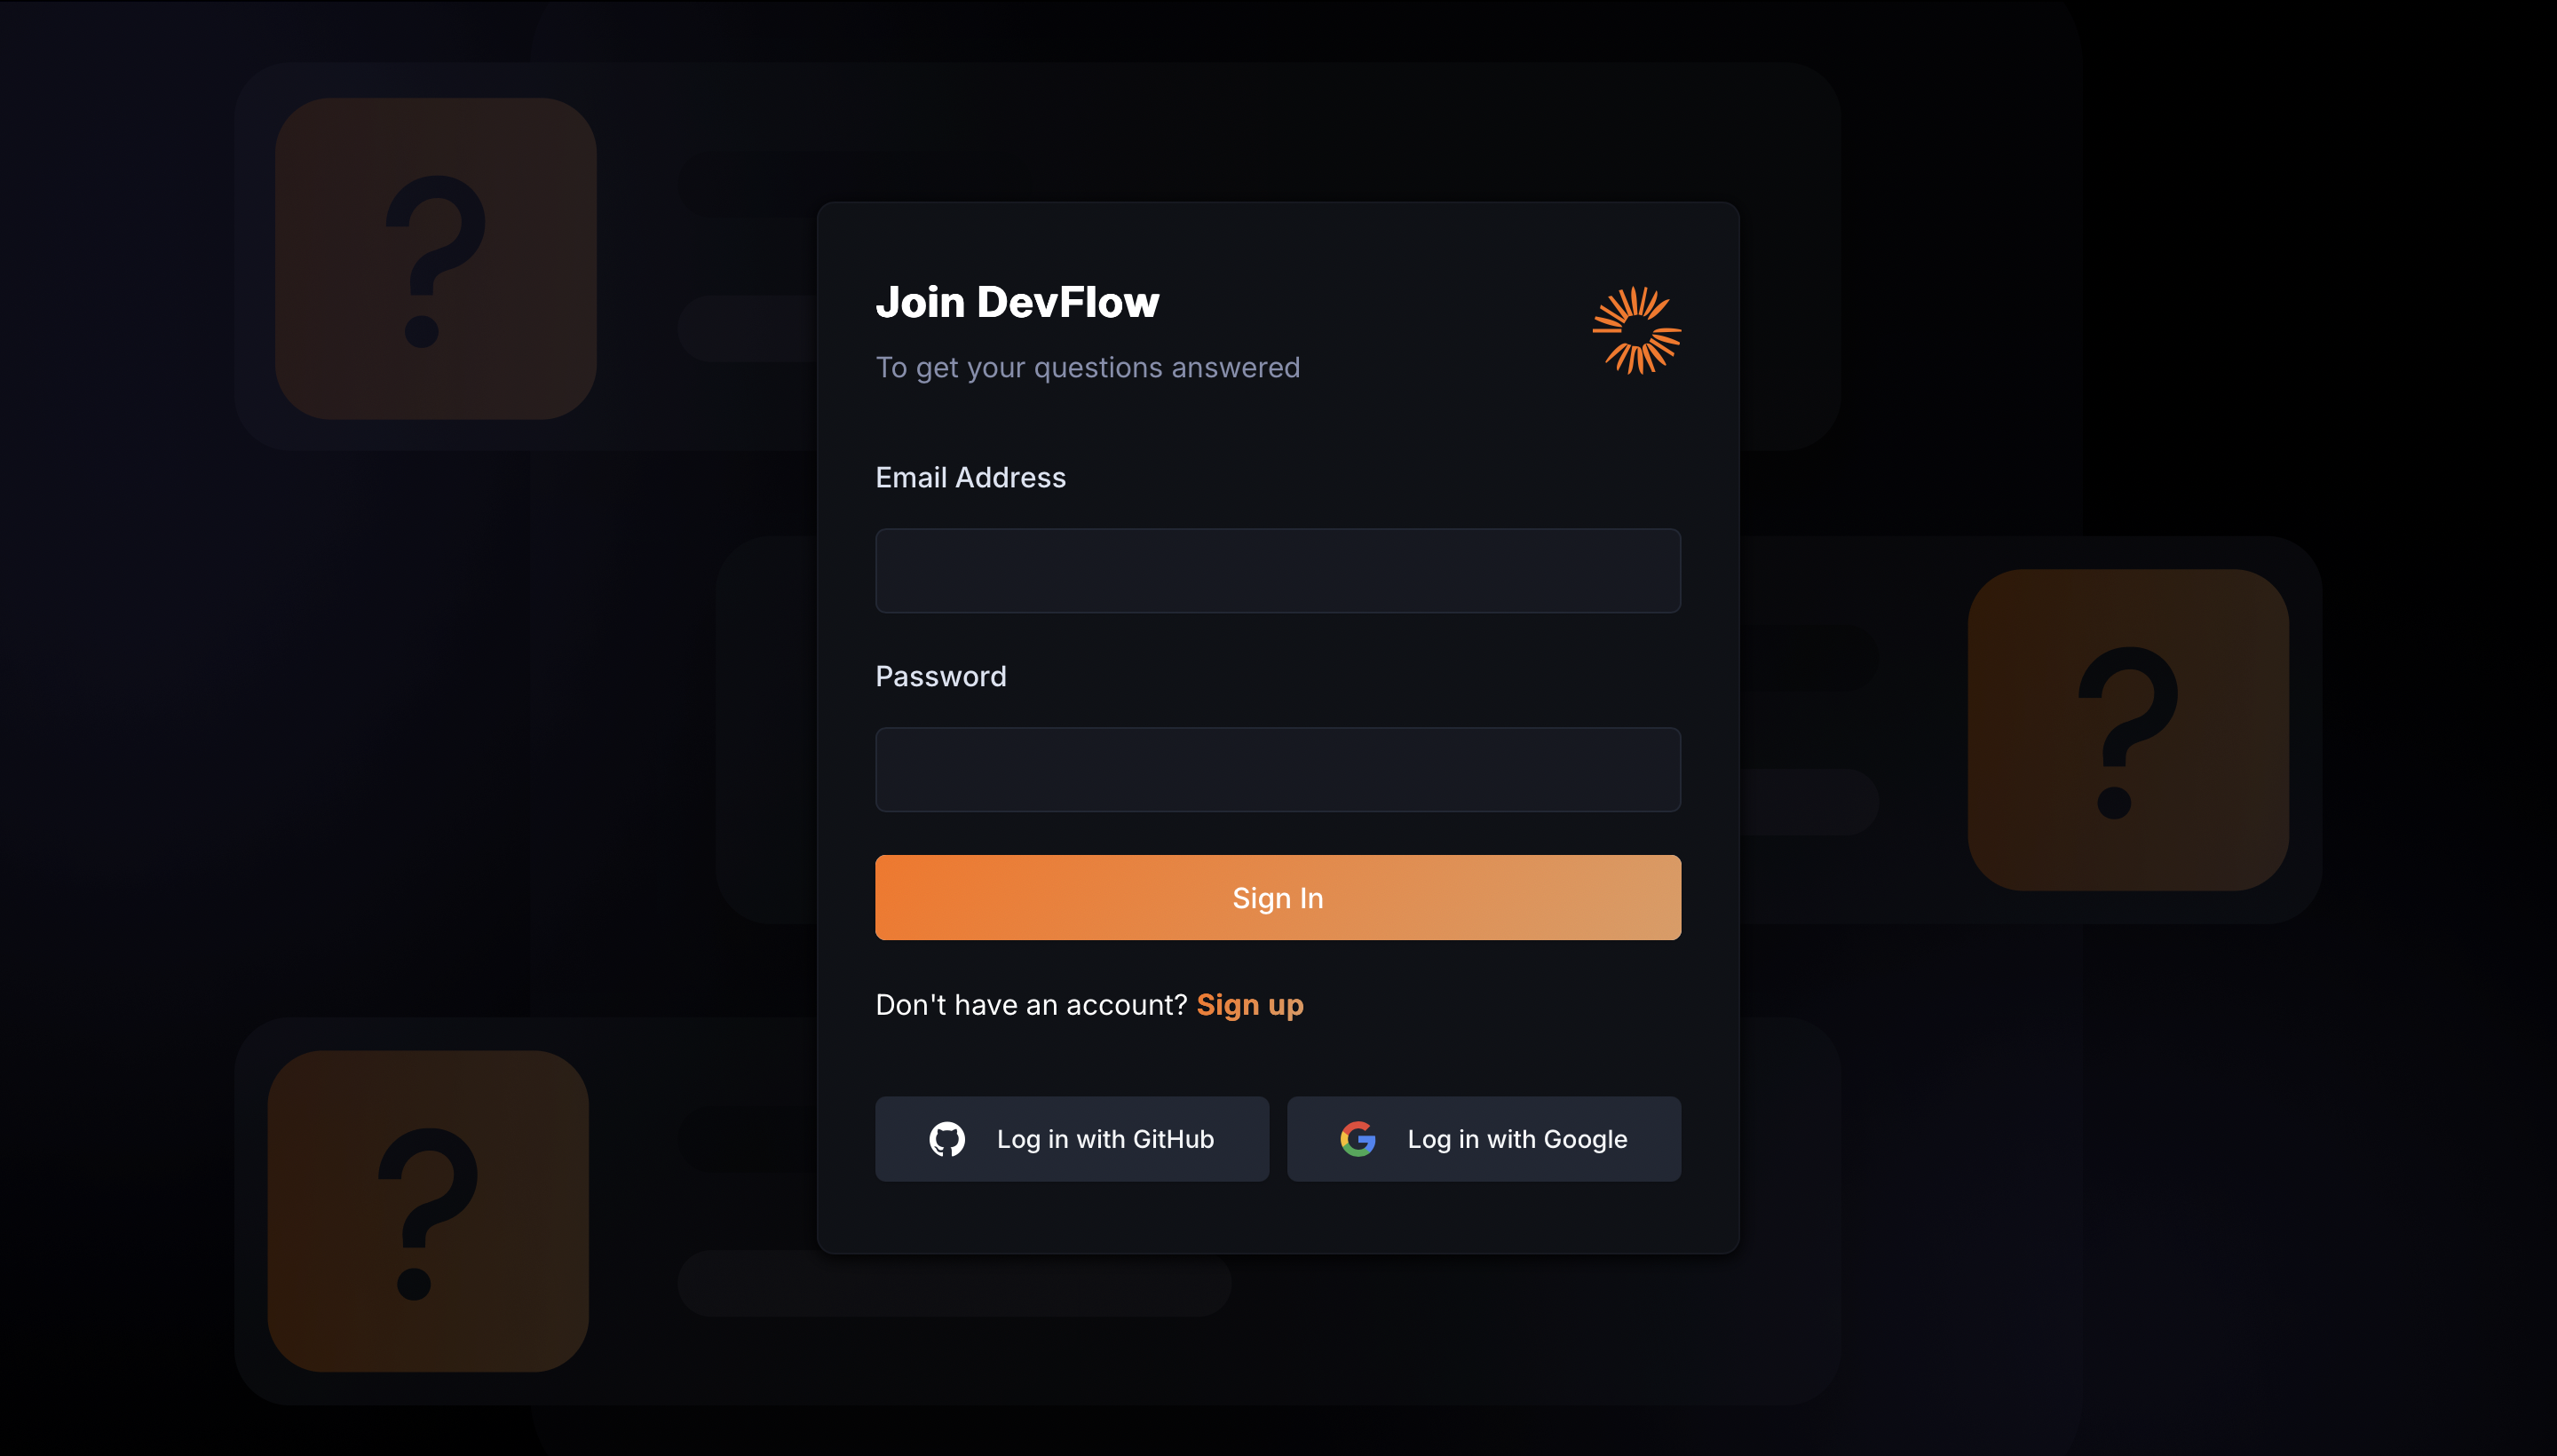 Join DevFlow
To get your questions answered
Email Address
Password
Sign In
Don't have an account? Sign up
Log in with GitHub
Log in with Google
?
?
?